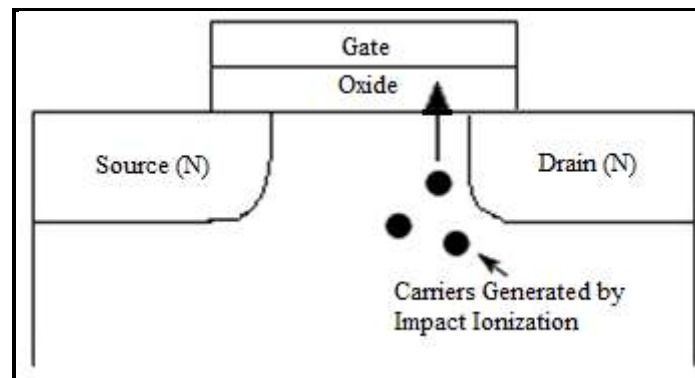 Gate
Oxide
Source (N)
Drain (N)
Carriers Generated by
Impact Ionization